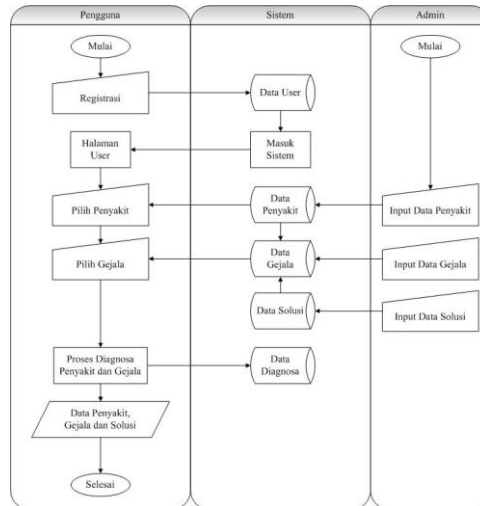 Pengguna
Sistem
Admin
Mulai
Mulai
Registrasi
Data User
Halaman
User
Masuk
Sistem
Pilih Penyakit
Data
Penyakit
Input Data Penyakit
Pilih Gejala
Data
Gejala
Input Data Gejala
Data Solusi
Input Data Solusi
Proses Diagnosa
Penyakit dan Gejala
Data
Diagnosa
Data Penyakit,
Gejala dan Solusi
Selesai